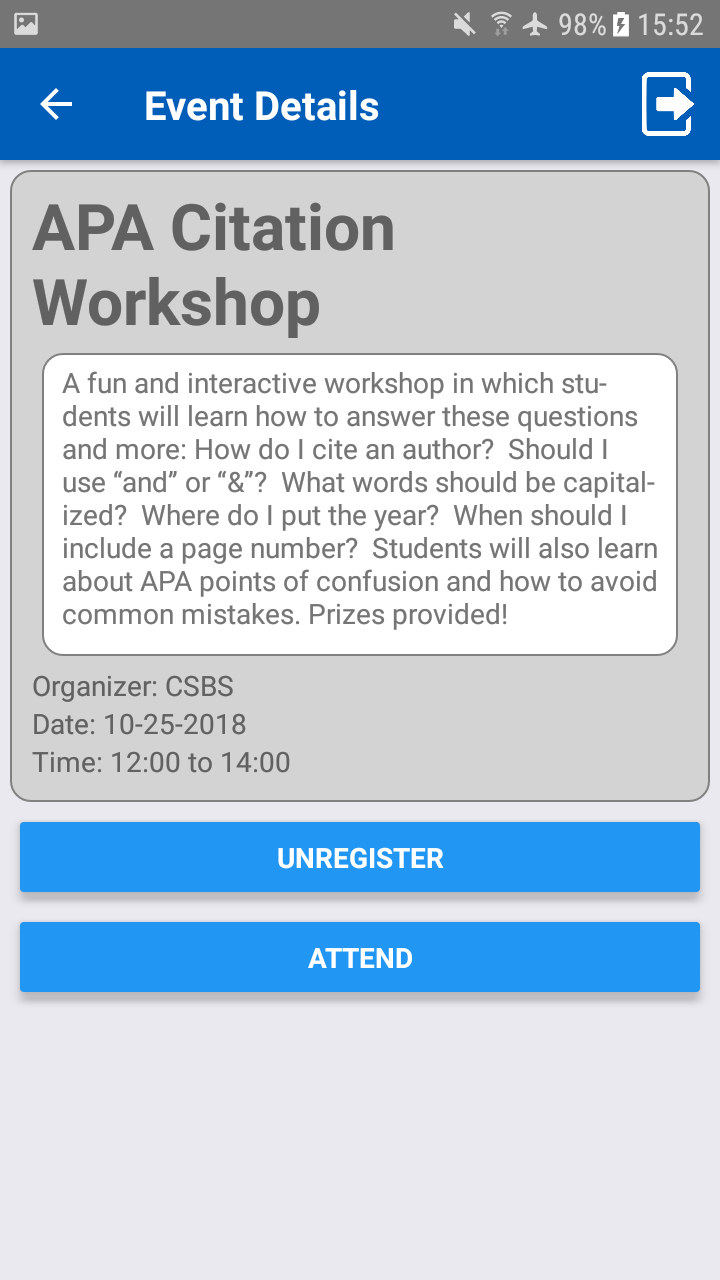 98% 15:52
Event Details
APA Citation
Workshop
A fun and interactive workshop in which stu-
dents will learn how to answer these questions
and more: How do I cite an author?  Should I
use “and” or “&”?  What words should be capital-
ized?  Where do I put the year?  When should I
include a page number?  Students will also learn
about APA points of confusion and how to avoid
common mistakes. Prizes provided!
Organizer: CSBS
Date: 10-25-2018
Time: 12:00 to 14:00
UNREGISTER
ATTEND